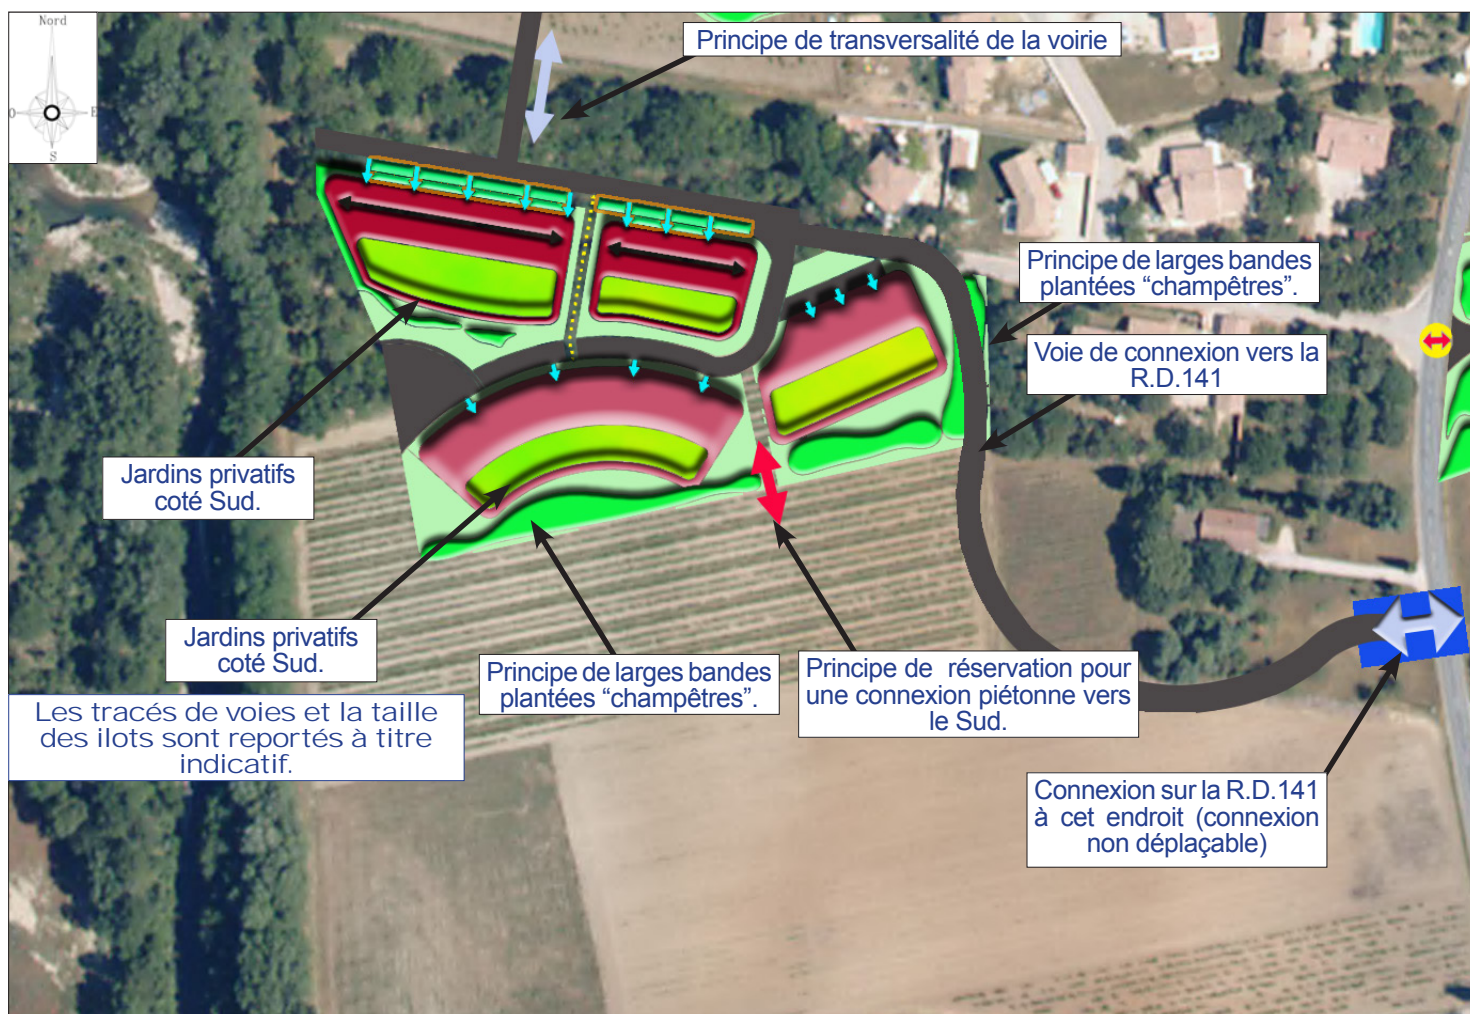 Nord
O
E
S
Principe de transversalité de la voirie
Principe de larges bandes
plantées “champêtres”.
Voie de connexion vers la
R.D.141
Jardins privatifs
coté Sud.
Jardins privatifs
coté Sud.
Principe de larges bandes
plantées “champêtres”.
Principe de réservation pour
une connexion piétonne vers
le Sud.
Les tracés de voies et la taille
des ilots sont reportés à titre
indicatif.
Connexion sur la R.D.141
à cet endroit (connexion
non déplaçable)